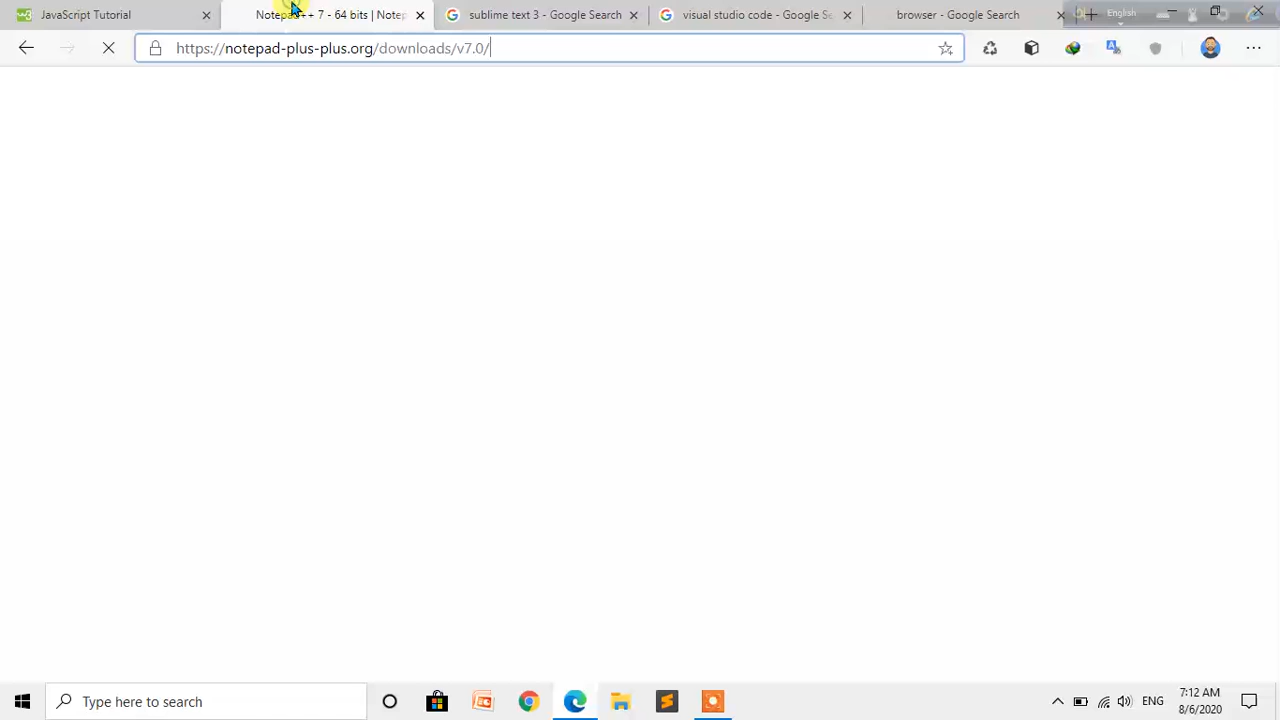 JavaScript Tutorial
Notepad++ 7 - 64 bits | Notep
sublime text 3 - Google Search
visual studio code - Google Se
browser - Google Search
English
https://notepad-plus-plus.org/downloads/v7.0/
Type here to search
ENG
7:12 AM
8/6/2020